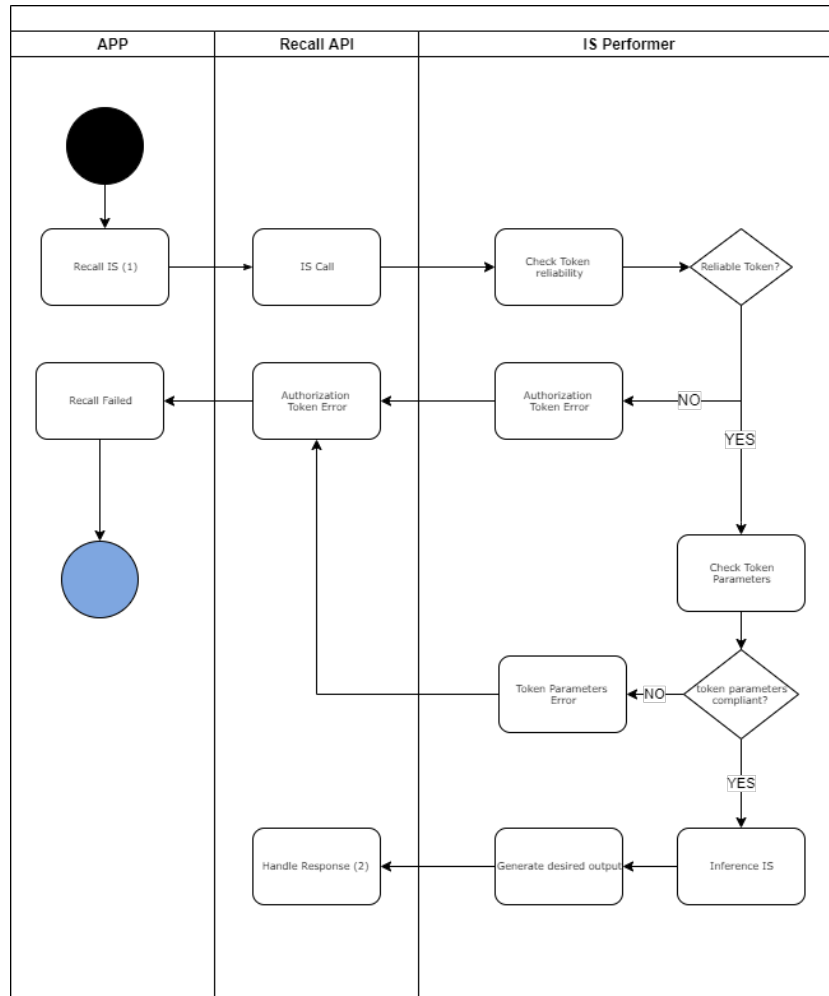 APP
Recall API
IS Performer
Recall IS (1)
IS Call
Check Token
reliability
Reliable Token?
Recall Failed
Authorization
Token Error
Authorization
Token Error
NO
YES
Check Token
Parameters
Token Parameters
Error
NO
token parameters
compliant?
YES
Handle Response (2)
Generate desired output
Inference IS